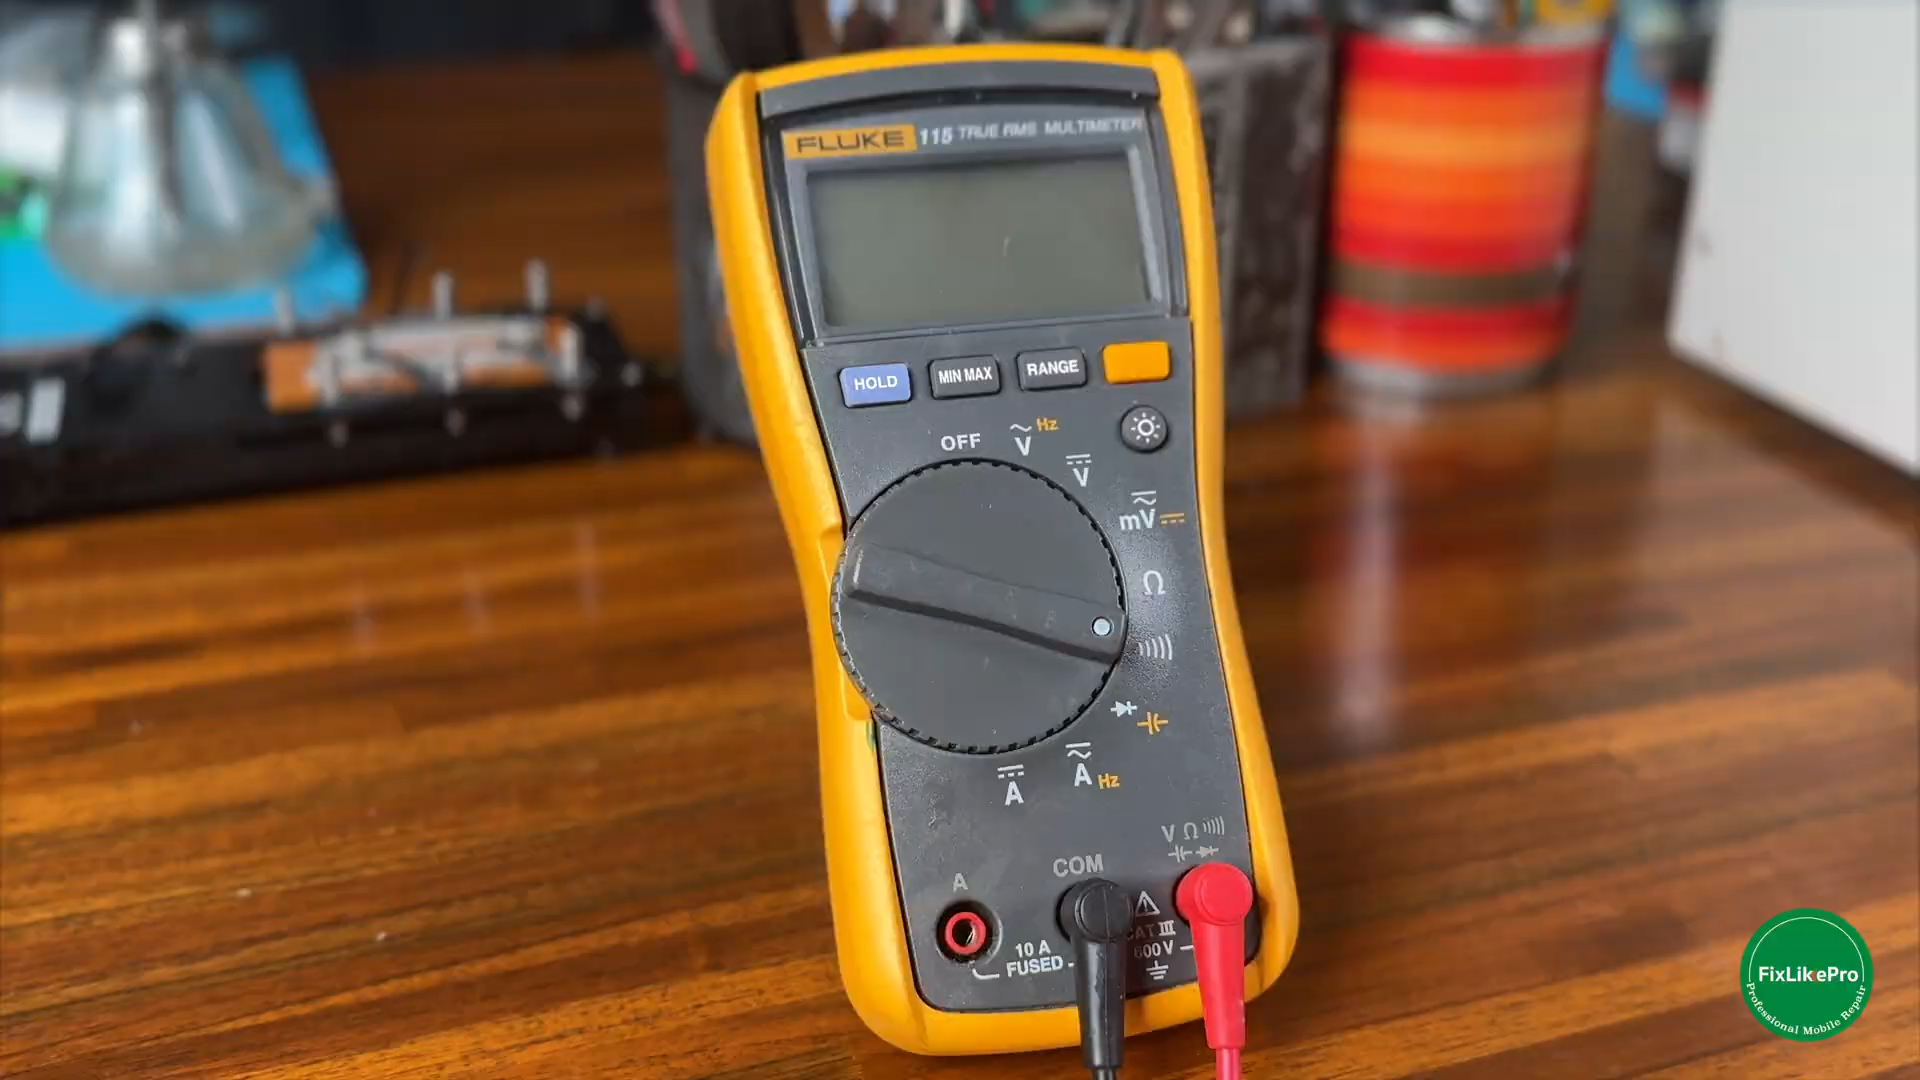 FLUKE 115 TRUE RMS MULTIMETER
HOLD MIN MAX RANGE
OFF
V Hz
V
mV
Ω
A Hz
A
V Ω
COM
A
CAT III
10 A 600V
FUSED
FixLikePro
Professional Mobile Repair